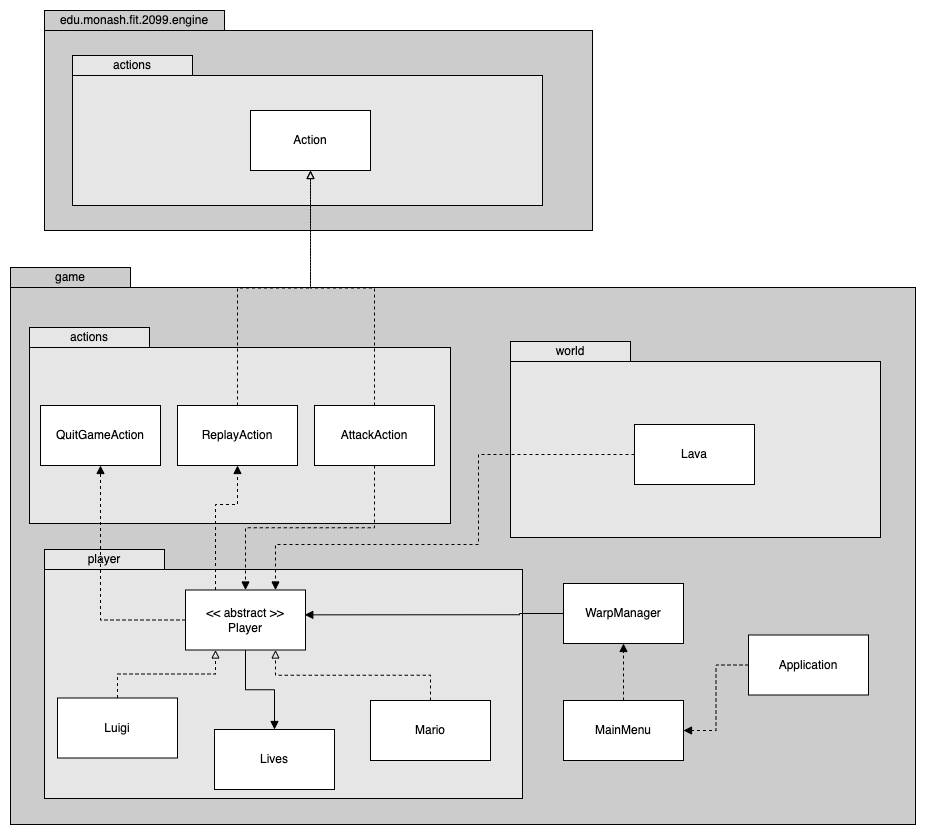 edu.monash.fit.2099.engine
actions
Action
game
actions
world
QuitGameAction
ReplayAction
AttackAction
Lava
player
<< abstract >>
Player
WarpManager
Application
Luigi
Lives
Mario
MainMenu